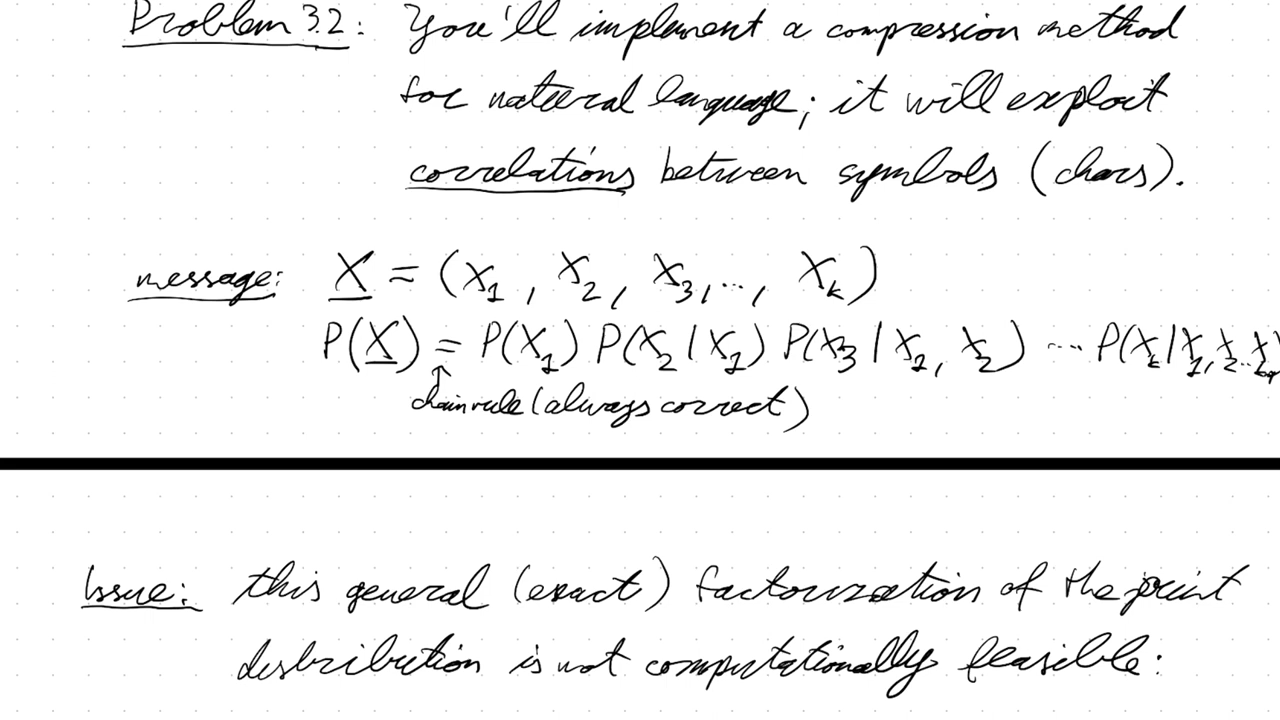 Problem 3.2: You'll implement a compression method
for natural language; it will exploit
correlations between symbols (chars).
message: X = (X₁, X₂, X₃, ..., Xₖ)
P(X) = P(X₁) P(X₂|X₁) P(X₃|X₁, X₂) ... P(Xₖ|X₁, X₂...Xₖ₋₁)
chain rule (always correct)
Issue: this general (exact) factorization of the joint
distribution is not computationally feasible: